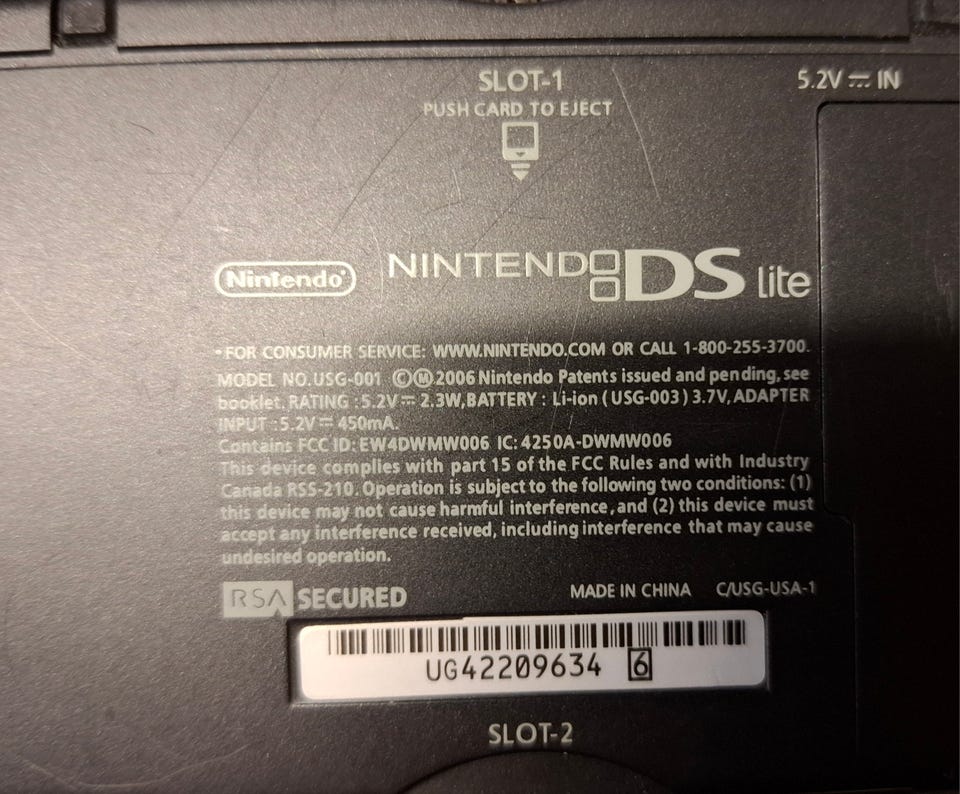 SLOT-1
5.2V ⎓ IN
PUSH CARD TO EJECT
Nintendo®
NINTENDO DS Lite
• FOR CONSUMER SERVICE: WWW.NINTENDO.COM OR CALL 1-800-255-3700.
MODEL NO.USG-001 ⒸⓂ2006 Nintendo Patents issued and pending, see
booklet. RATING : 5.2V ⎓ 2.3W, BATTERY : Li-ion ( USG-003 ) 3.7V, ADAPTER
INPUT : 5.2V ⎓ 450mA.
Contains FCC ID: EW4DWMW006 IC: 4250A-DWMW006
This device complies with part 15 of the FCC Rules and with Industry
Canada RSS-210. Operation is subject to the following two conditions: (1)
this device may not cause harmful interference, and (2) this device must
accept any interference received, including interference that may cause
undesired operation.
RSA SECURED
MADE IN CHINA C/USG-USA-1
UG42209634 6
SLOT-2